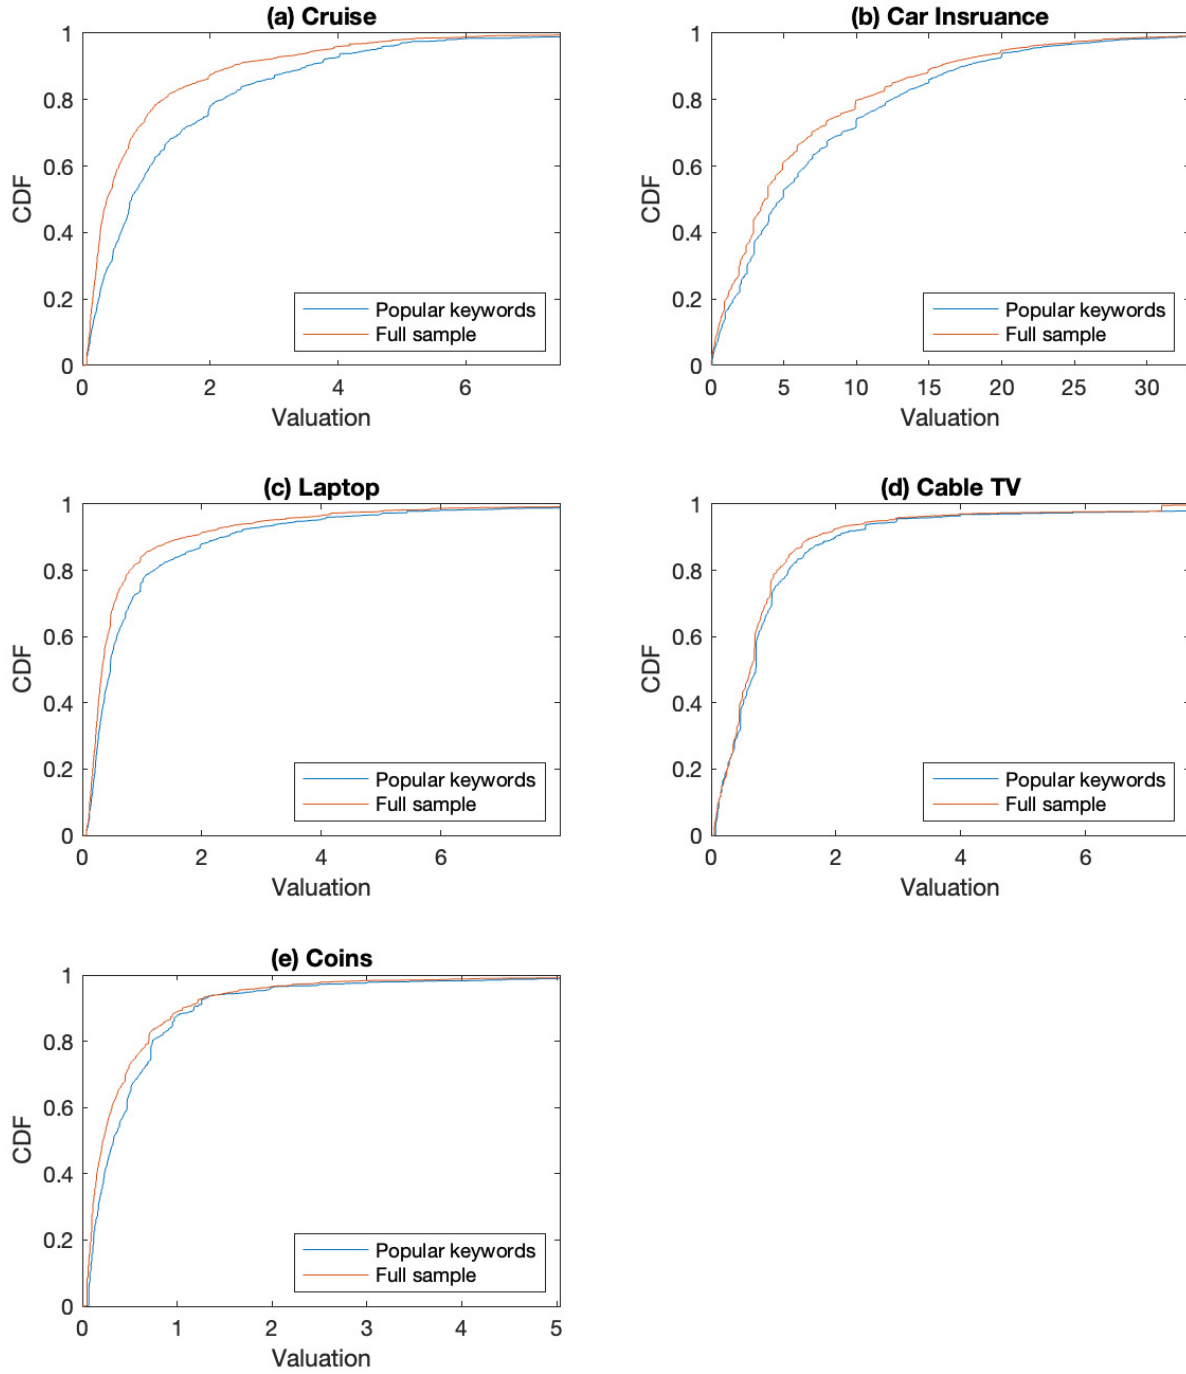 (a) Cruise
1
0.8
0.6
0.4
0.2
0
CDF
0 2 4 6
Valuation
Popular keywords
Full sample
(b) Car Insruance
1
0.8
0.6
0.4
0.2
0
CDF
0 5 10 15 20 25 30
Valuation
Popular keywords
Full sample
(c) Laptop
1
0.8
0.6
0.4
0.2
0
CDF
0 2 4 6
Valuation
Popular keywords
Full sample
(d) Cable TV
1
0.8
0.6
0.4
0.2
0
CDF
0 2 4 6
Valuation
Popular keywords
Full sample
(e) Coins
1
0.8
0.6
0.4
0.2
0
CDF
0 1 2 3 4 5
Valuation
Popular keywords
Full sample